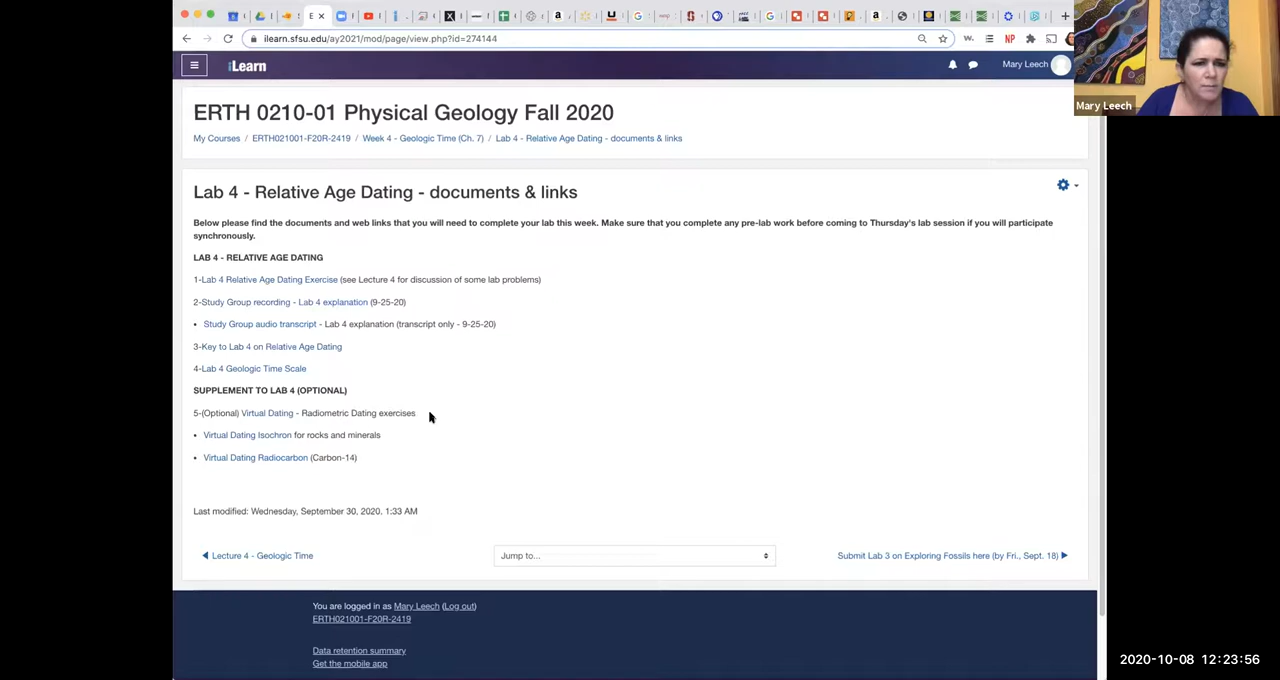 ilearn.sfsu.edu/ay2021/mod/page/view.php?id=274144
iLearn
Mary Leech
Mary Leech
ERTH 0210-01 Physical Geology Fall 2020
My Courses / ERTH021001-F20R-2419 / Week 4 - Geologic Time (Ch. 7) / Lab 4 - Relative Age Dating - documents & links
Lab 4 - Relative Age Dating - documents & links
Below please find the documents and web links that you will need to complete your lab this week. Make sure that you complete any pre-lab work before coming to Thursday's lab session if you will participate
synchronously.
LAB 4 - RELATIVE AGE DATING
1-Lab 4 Relative Age Dating Exercise (see Lecture 4 for discussion of some lab problems)
2-Study Group recording - Lab 4 explanation (9-25-20)
• Study Group audio transcript - Lab 4 explanation (transcript only - 9-25-20)
3-Key to Lab 4 on Relative Age Dating
4-Lab 4 Geologic Time Scale
SUPPLEMENT TO LAB 4 (OPTIONAL)
5-(Optional) Virtual Dating - Radiometric Dating exercises
• Virtual Dating Isochron for rocks and minerals
• Virtual Dating Radiocarbon (Carbon-14)
Last modified: Wednesday, September 30, 2020, 1:33 AM
◀ Lecture 4 - Geologic Time
Jump to...
Submit Lab 3 on Exploring Fossils here (by Fri., Sept. 18) ▶
You are logged in as Mary Leech (Log out)
ERTH021001-F20R-2419
Data retention summary
Get the mobile app
2020-10-08 12:23:56